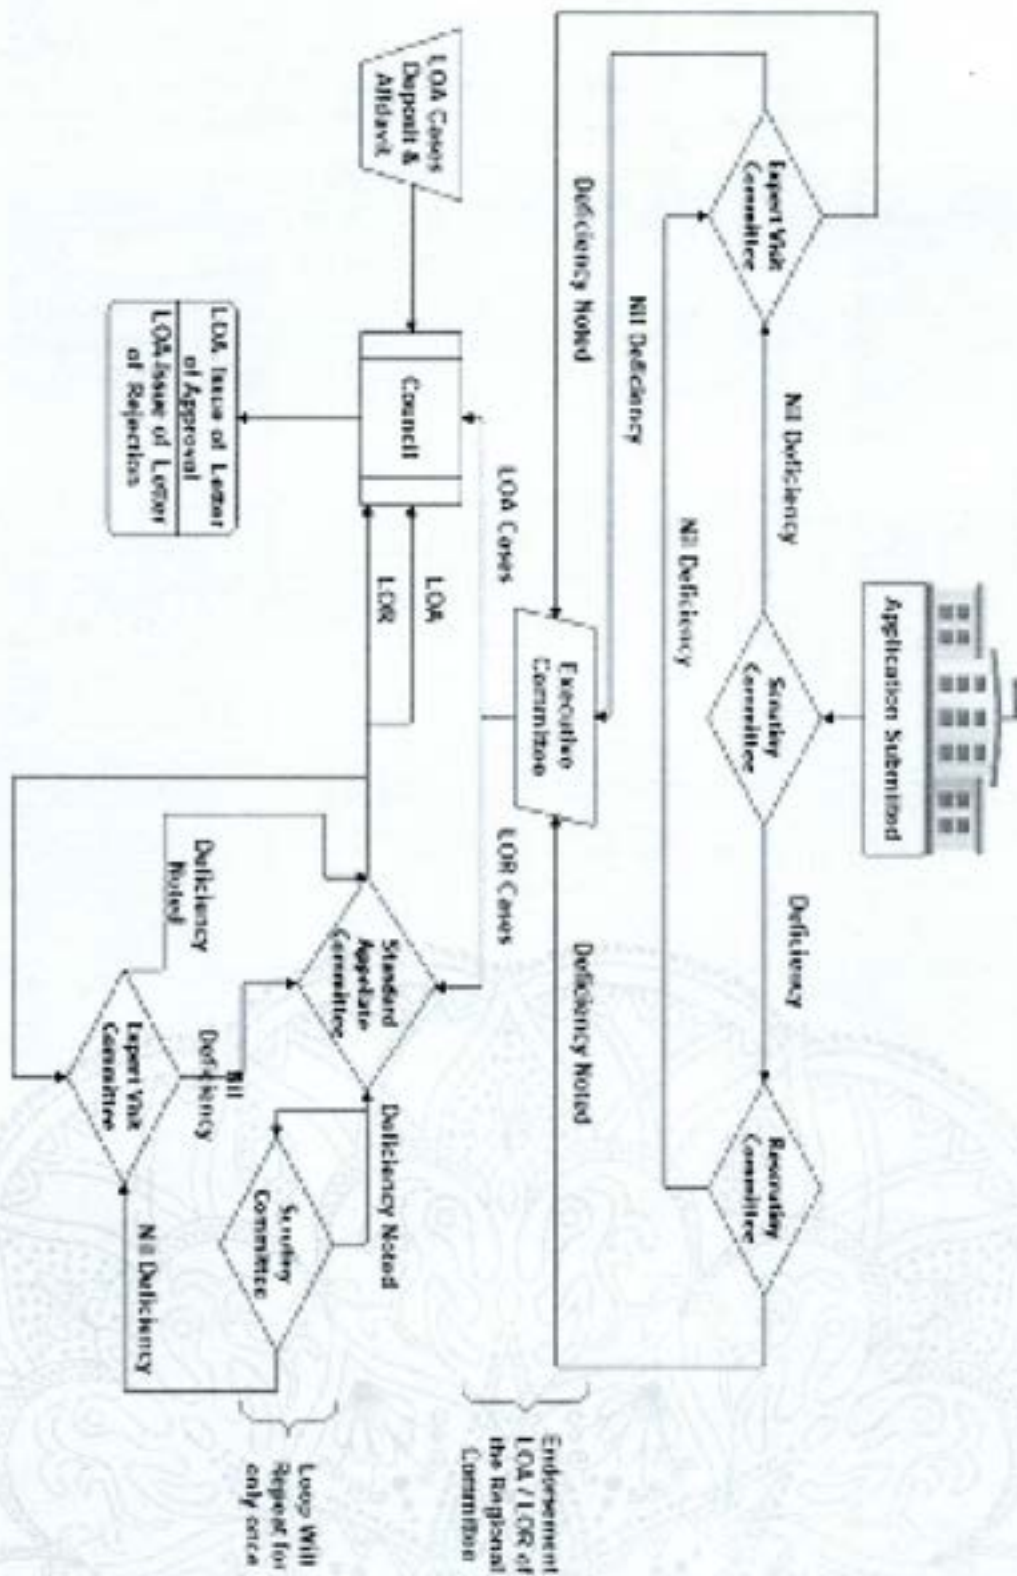 Application Submitted
Scrutiny
Committee
Nil Deficiency
Deficiency
Expert Visit
Committee
Rescrutiny
Committee
Nil Deficiency
Nil Deficiency
Deficiency Noted
Deficiency Noted
Executive
Committee
Endorsement
LOA / LOR of
the Regional
Committee
LOA Cases
LOR Cases
LOA Cases
Deposit &
Affidavit
Council
LOA
LOR
Standard
Appelate
Committee
Deficiency Noted
LOA Issue of Letter
of Approval
LOA Issue of Letter
of Rejection
Deficiency
Noted
Nil
Deficiency
Scrutiny
Committee
Loop Will
Repeat for
only once
Expert Visit
Committee
Nil Deficiency